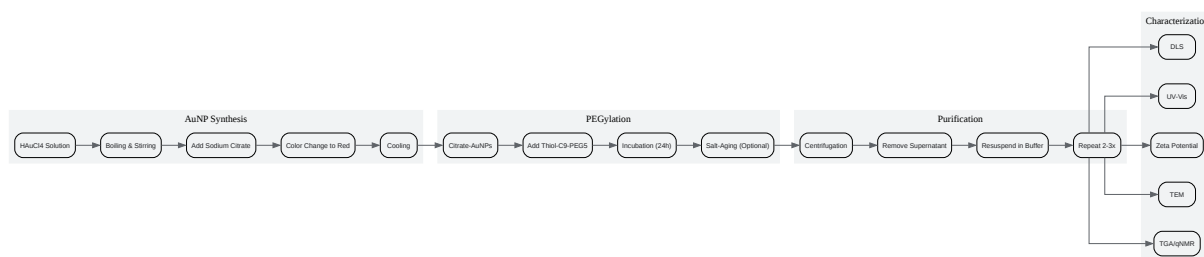 Characterizatio
DLS
UV-Vis
AuNP Synthesis
PEGylation
Purification
HAuCl4 Solution
Boiling & Stirring
Add Sodium Citrate
Color Change to Red
Cooling
Citrate-AuNPs
Add Thiol-C9-PEG5
Incubation (24h)
Salt-Aging (Optional)
Centrifugation
Remove Supernatant
Resuspend in Buffer
Repeat 2-3x
Zeta Potential
TEM
TGA/qNMR